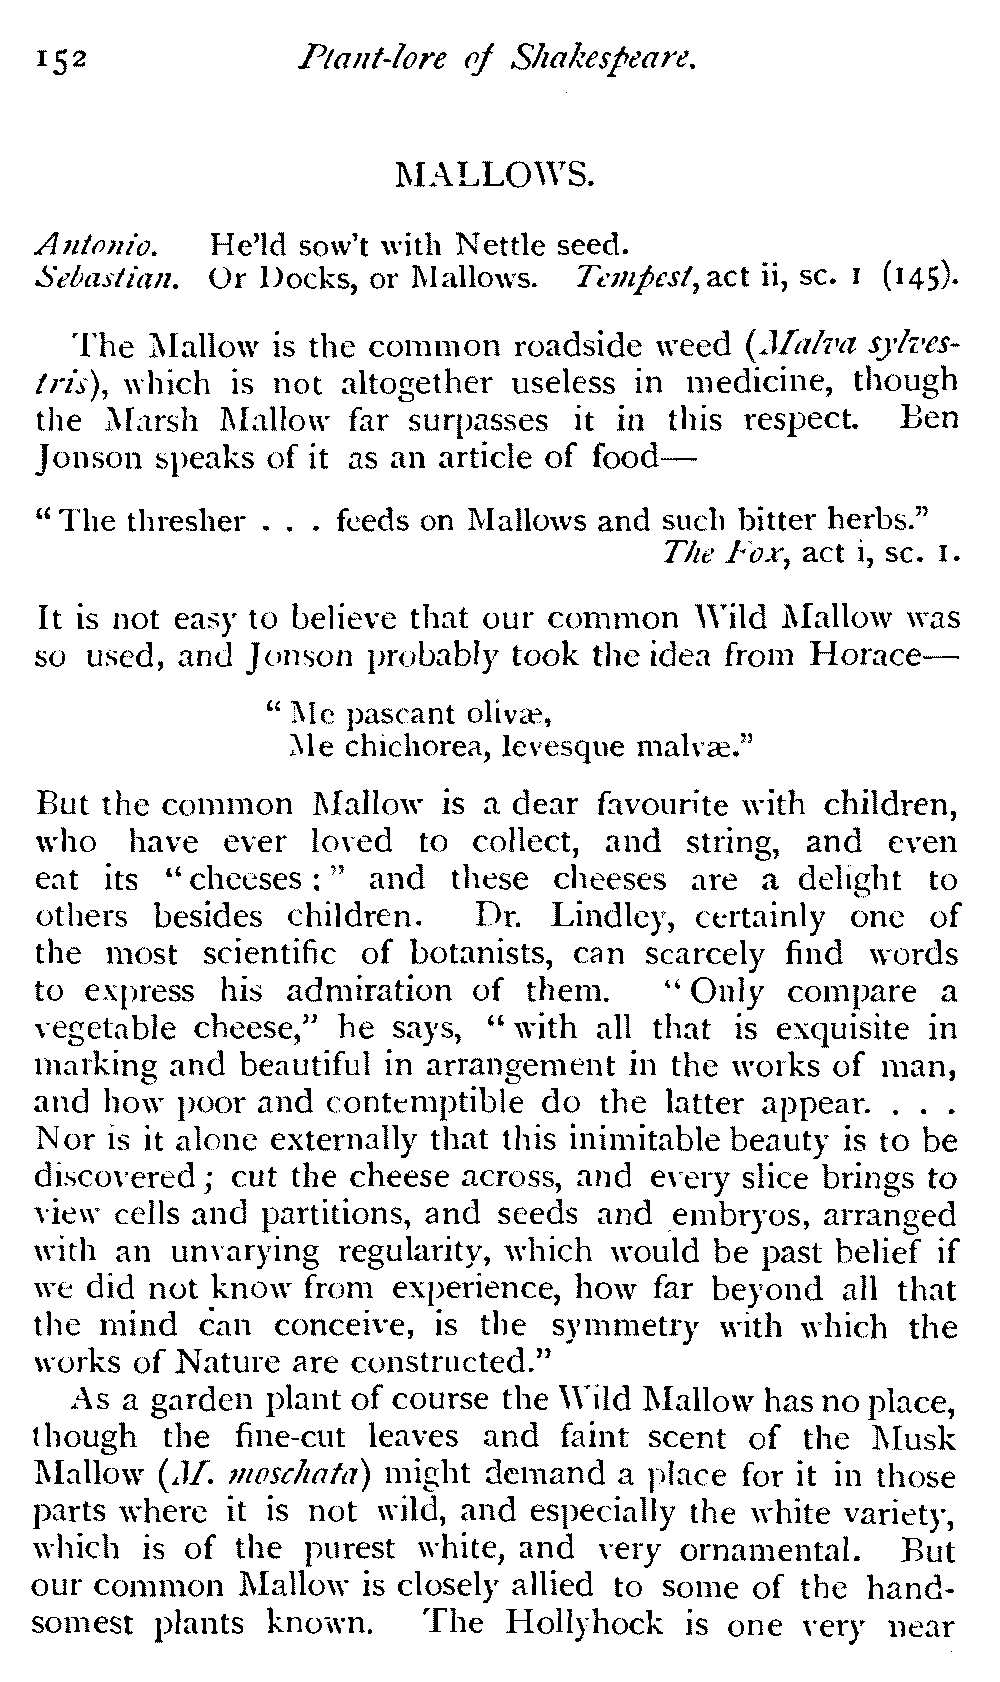 152 Plant-lore of Shakespeare.
MALLOWS.
Antonio. He'ld sow't with Nettle seed.
Sebastian. Or Docks, or Mallows. Tempest, act ii, sc. 1 (145).
The Mallow is the common roadside weed (Malva sylves-
tris), which is not altogether useless in medicine, though
the Marsh Mallow far surpasses it in this respect. Ben
Jonson speaks of it as an article of food—
"The thresher . . . feeds on Mallows and such bitter herbs."
The Fox, act i, sc. 1.
It is not easy to believe that our common Wild Mallow was
so used, and Jonson probably took the idea from Horace—
"Me pascant olivæ,
Me chichorea, levesque malvæ."
But the common Mallow is a dear favourite with children,
who have ever loved to collect, and string, and even
eat its "cheeses:" and these cheeses are a delight to
others besides children. Dr. Lindley, certainly one of
the most scientific of botanists, can scarcely find words
to express his admiration of them. "Only compare a
vegetable cheese," he says, "with all that is exquisite in
marking and beautiful in arrangement in the works of man,
and how poor and contemptible do the latter appear. . . .
Nor is it alone externally that this inimitable beauty is to be
discovered; cut the cheese across, and every slice brings to
view cells and partitions, and seeds and embryos, arranged
with an unvarying regularity, which would be past belief if
we did not know from experience, how far beyond all that
the mind can conceive, is the symmetry with which the
works of Nature are constructed."
As a garden plant of course the Wild Mallow has no place,
though the fine-cut leaves and faint scent of the Musk
Mallow (M. moschata) might demand a place for it in those
parts where it is not wild, and especially the white variety,
which is of the purest white, and very ornamental. But
our common Mallow is closely allied to some of the hand-
somest plants known. The Hollyhock is one very near